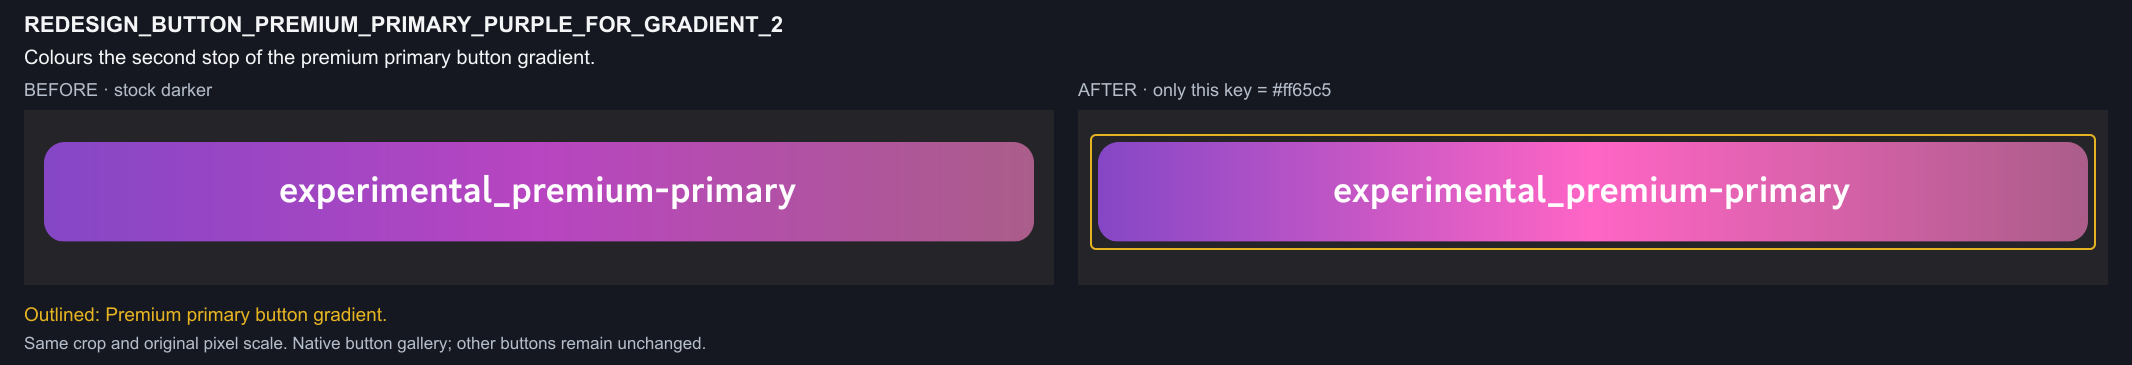 REDESIGN_BUTTON_PREMIUM_PRIMARY_PURPLE_FOR_GRADIENT_2
Colours the second stop of the premium primary button gradient.
BEFORE · stock darker
AFTER · only this key = #ff65c5
experimental_premium-primary
experimental_premium-primary
Outlined: Premium primary button gradient.
Same crop and original pixel scale. Native button gallery; other buttons remain unchanged.